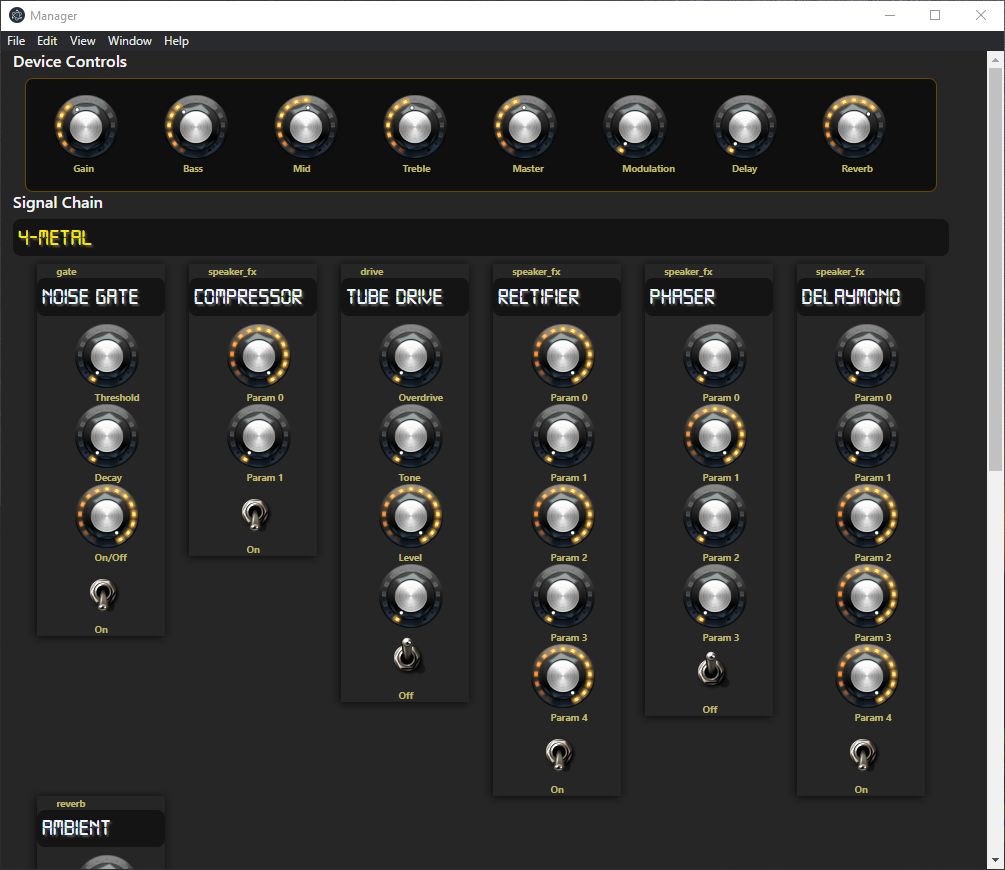 Manager
File Edit View Window Help
Device Controls
Gain Bass Mid Treble Master Modulation Delay Reverb
Signal Chain
4-METAL
gate speaker_fx drive speaker_fx speaker_fx speaker_fx
NOISE GATE COMPRESSOR TUBE DRIVE RECTIFIER PHASER DELAYMONO
Threshold Param 0 Overdrive Param 0 Param 0 Param 0
Decay Param 1 Tone Param 1 Param 1 Param 1
On/Off On Level Param 2 Param 2 Param 2
On Param 3 Param 3 Param 3
Off Off
Param 4 Param 4
On On
reverb
AMBIENT